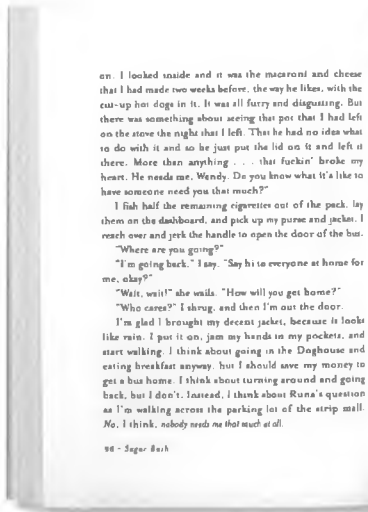 on. I looked inside and it was the macaroni and cheese
that I had made two weeks before, the way he likes, with the
cut-up hot dogs in it. It was all furry and disgusting. But
there was something about seeing that pot that I had left
on the stove the night that I left. That he had no idea what
to do with it and so he just put the lid on it and left it
there. More than anything . . . that fuckin' broke my
heart. He needs me, Wendy. Do you know what it's like to
have someone need you that much?"
I fish half the remaining cigarettes out of the pack, lay
them on the dashboard, and pick up my purse and jacket. I
reach over and jerk the handle to open the door of the bus.
"Where are you going?"
"I'm going back," I say. "Say hi to everyone at home for
me, okay?"
"Wait, wait!" she wails. "How will you get home?"
"Who cares?" I shrug, and then I'm out the door.
I'm glad I brought my decent jacket, because it looks
like rain. I put it on, jam my hands in my pockets, and
start walking. I think about going in the Doghouse and
eating breakfast anyway, but I should save my money to
get a bus home. I think about turning around and going
back, but I don't. Instead, I think about Runa's question
as I'm walking across the parking lot of the strip mall.
No, I think, nobody needs me that much at all.
96 - Sugar Bush